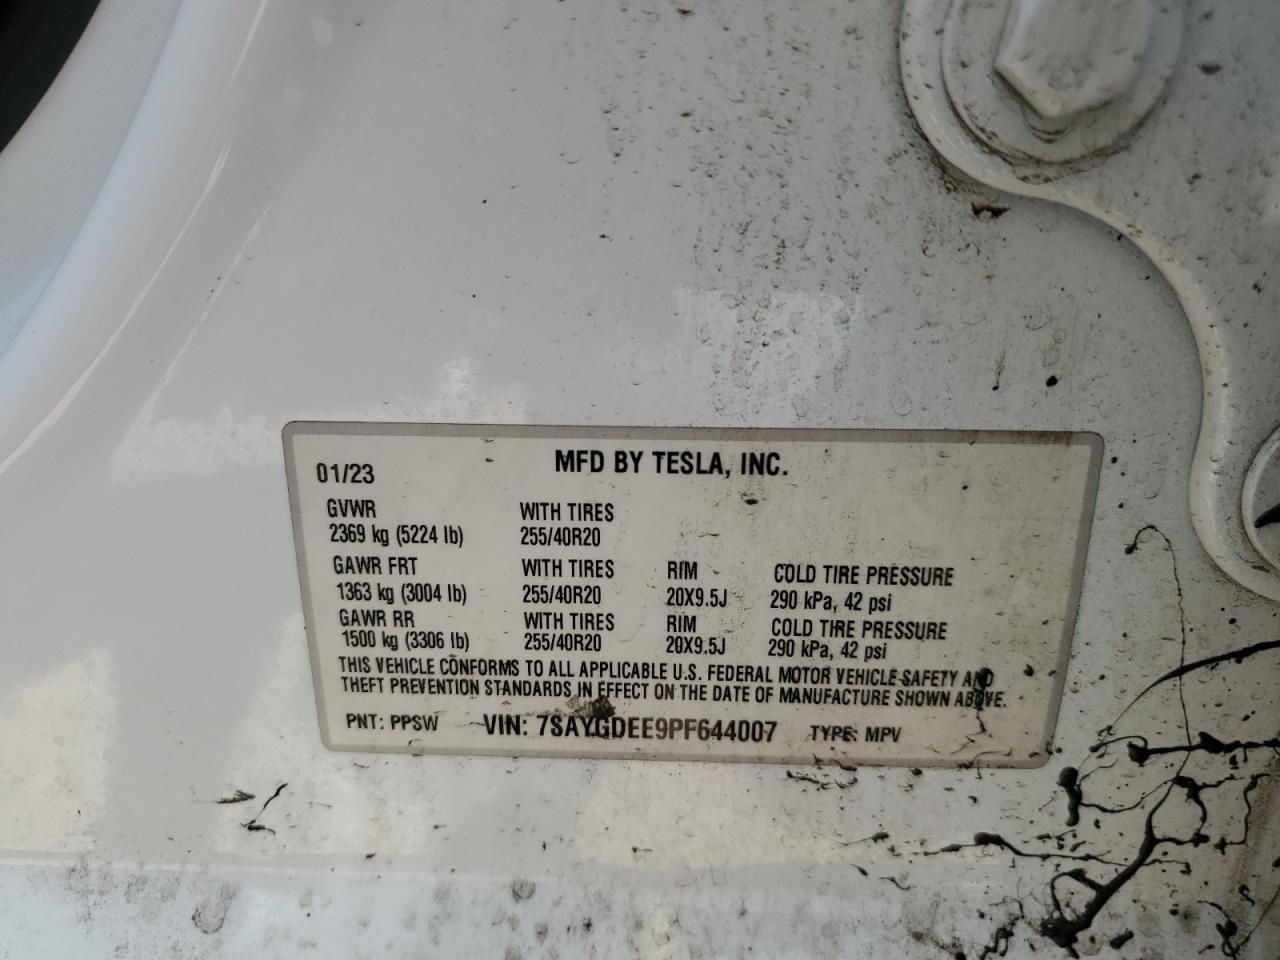 MFD BY TESLA, INC.
01/23
GVWR WITH TIRES
2369 kg (5224 lb) 255/40R20
GAWR FRT WITH TIRES RIM COLD TIRE PRESSURE
1363 kg (3004 lb) 255/40R20 20X9.5J 290 kPa, 42 psi
GAWR RR WITH TIRES RIM COLD TIRE PRESSURE
1500 kg (3306 lb) 255/40R20 20X9.5J 290 kPa, 42 psi
THIS VEHICLE CONFORMS TO ALL APPLICABLE U.S. FEDERAL MOTOR VEHICLE SAFETY AND
THEFT PREVENTION STANDARDS IN EFFECT ON THE DATE OF MANUFACTURE SHOWN ABOVE.
PNT: PPSW VIN: 7SAYGDEE9PF644007 TYPE: MPV